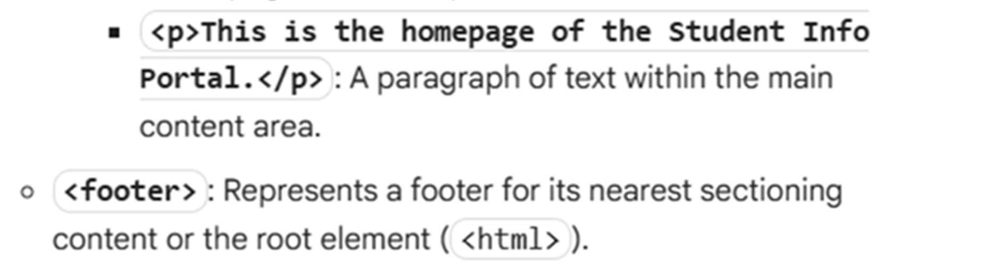 <p>This is the homepage of the Student Info
Portal.</p>: A paragraph of text within the main
content area.
<footer>: Represents a footer for its nearest sectioning
content or the root element (<html>).